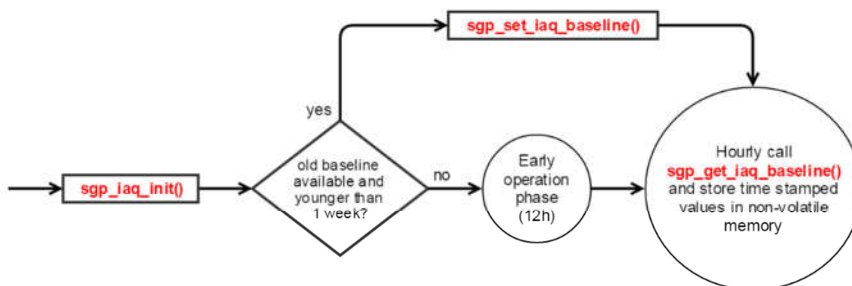 sgp_set_iaq_baseline()
yes
sgp_iaq_init()
old baseline
available and
younger than
1 week?
no
Early
operation
phase
(12h)
Hourly call
sgp_get_iaq_baseline()
and store time stamped
values in non-volatile
memory